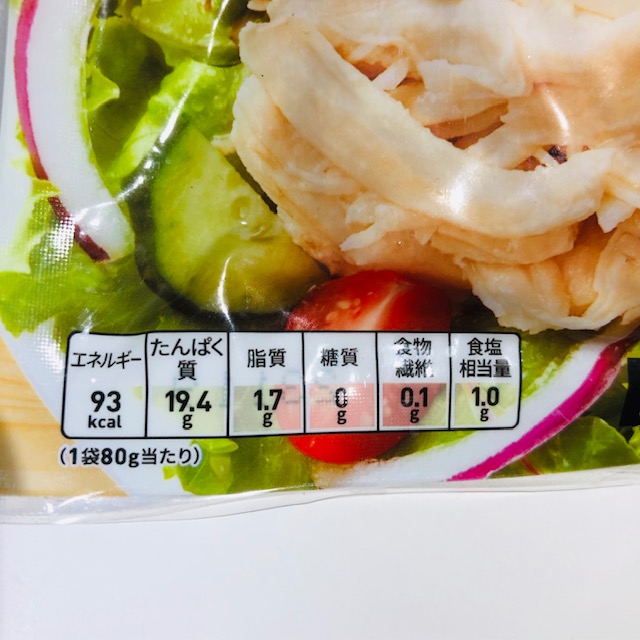 エネルギー
93
kcal
たんぱく
質
19.4
g
脂質
1.7
g
糖質
0
g
食物
繊維
0.1
g
食塩
相当量
1.0
g
(1袋80g当たり)